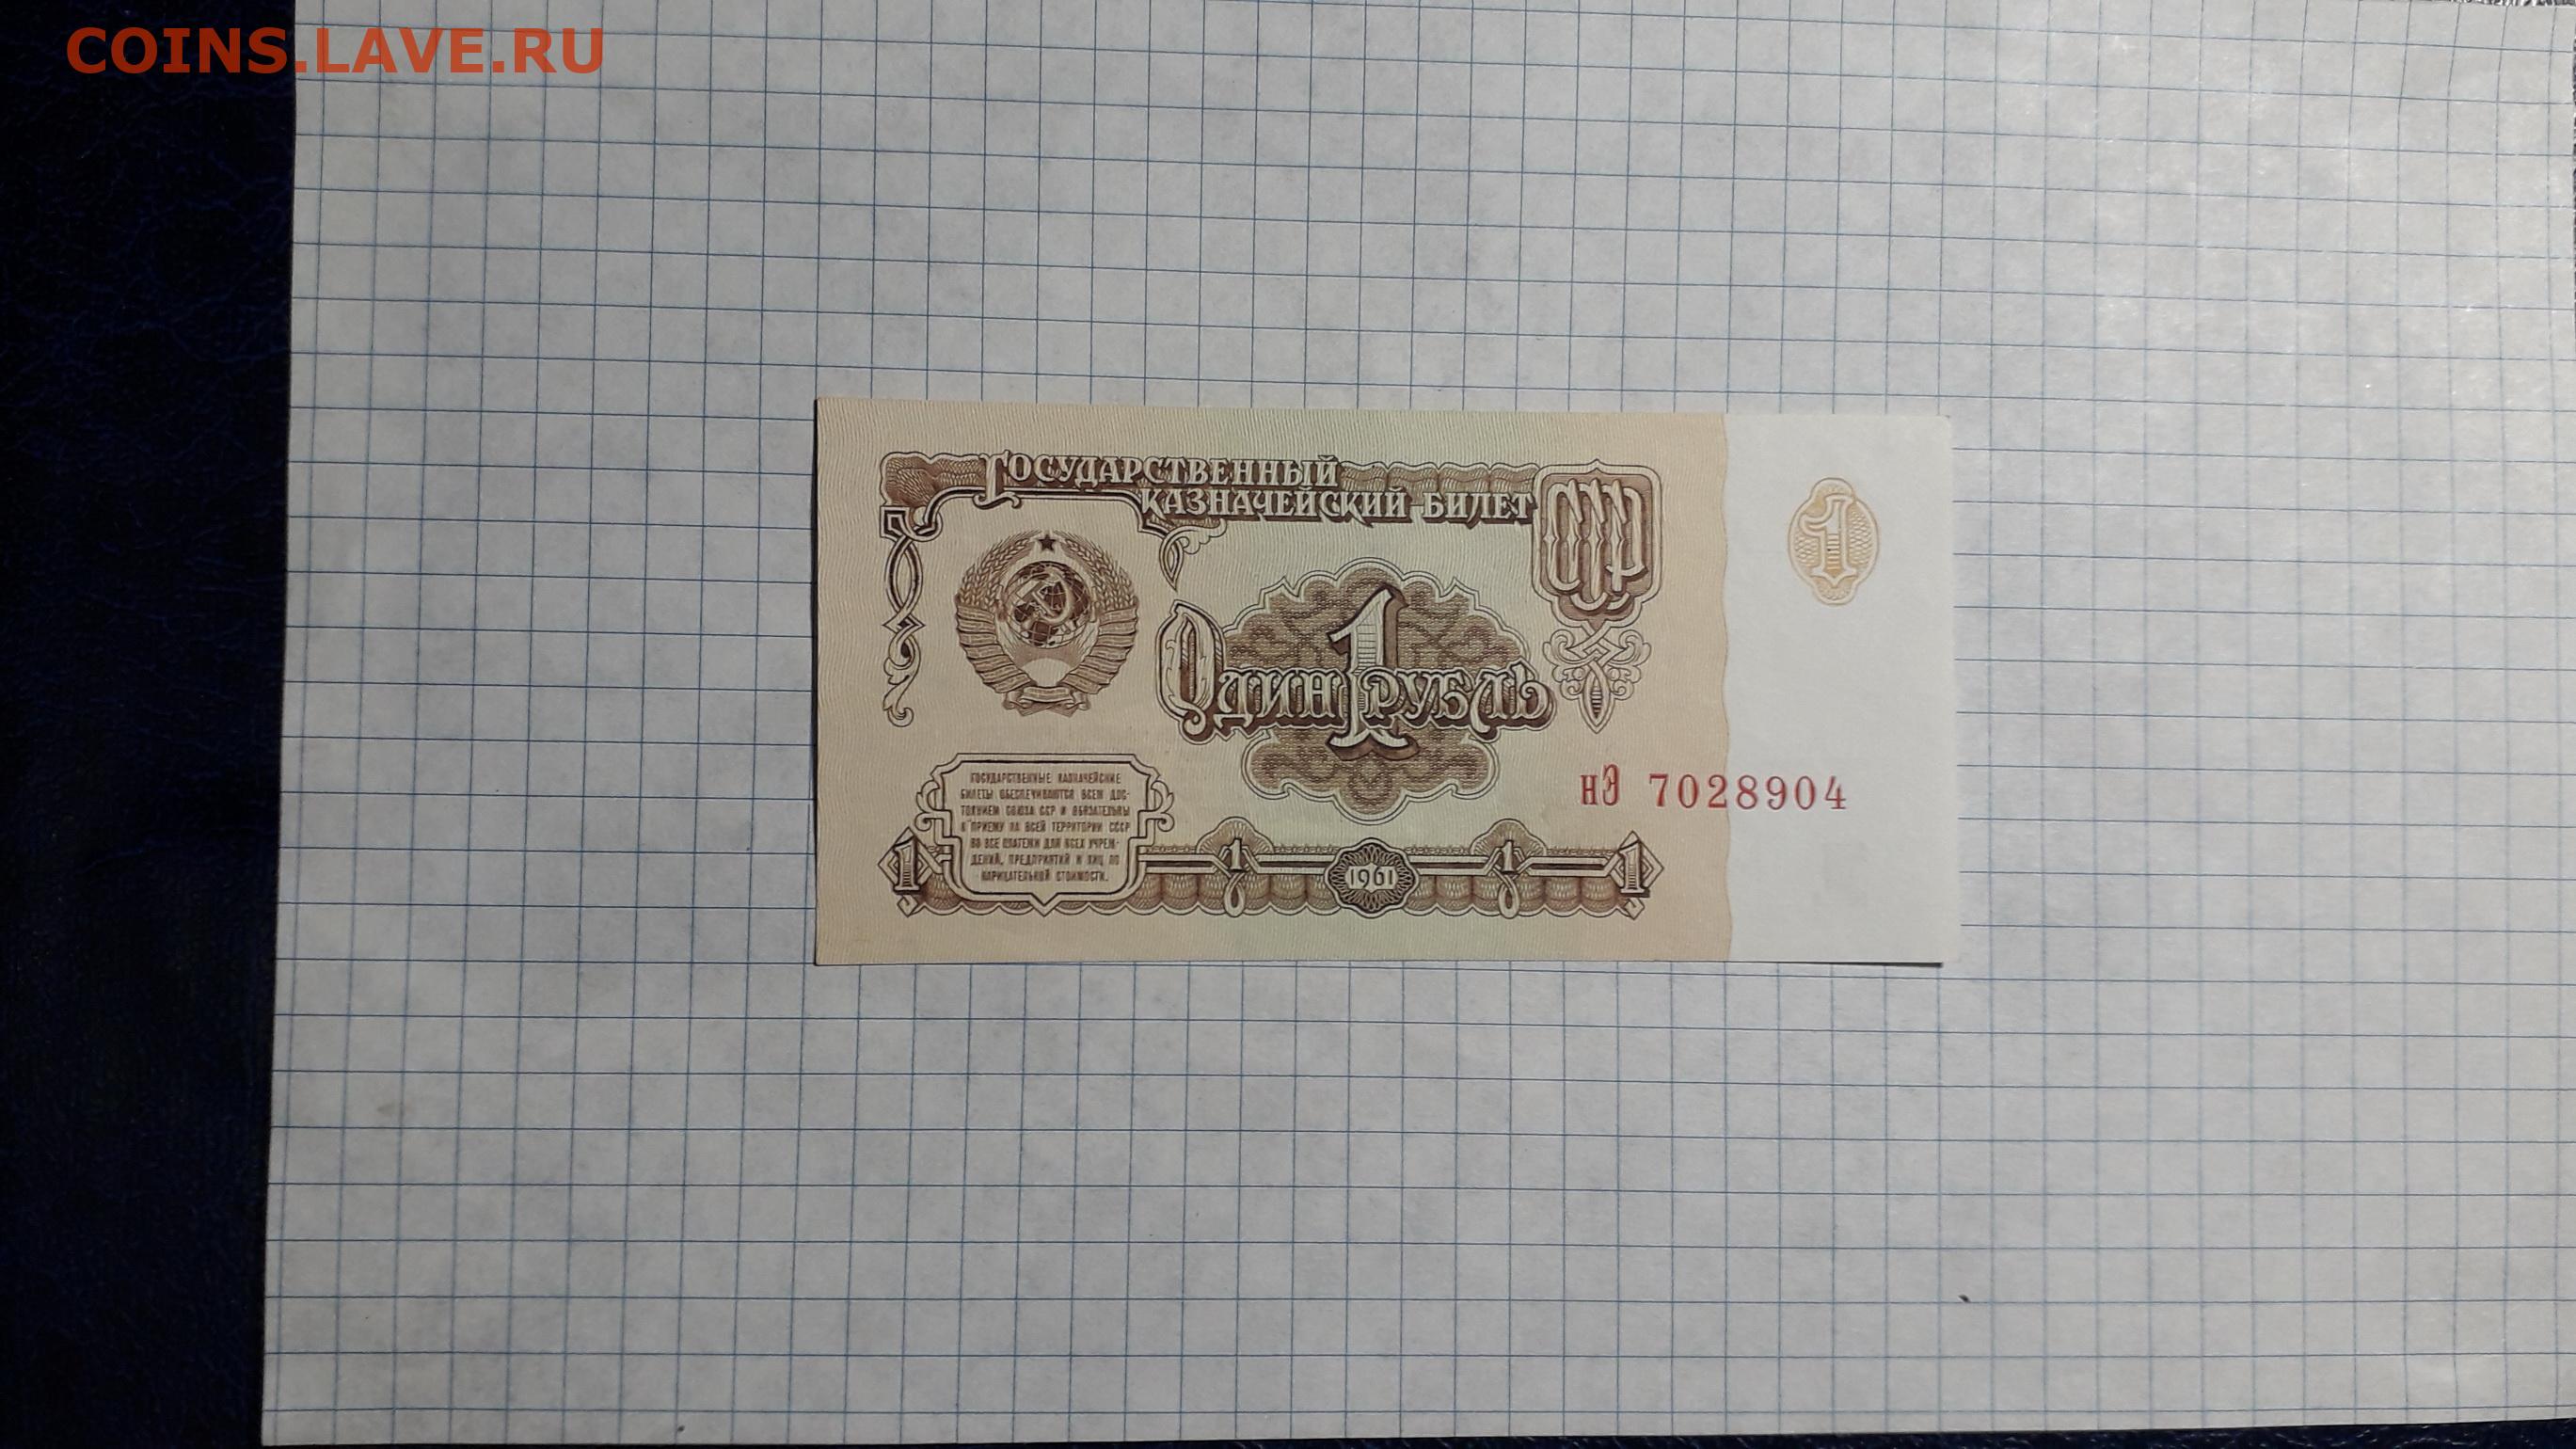 COINS.LAVE.RU
ГОСУДАРСТВЕННЫЙ
КАЗНАЧЕЙСКИЙ БИЛЕТ
СССР
1
1
ОДИН РУБЛЬ
нЭ 7028904
ГОСУДАРСТВЕННЫЕ КАЗНАЧЕЙСКИЕ
БИЛЕТЫ ОБЕСПЕЧИВАЮТСЯ ВСЕМ ДОС-
ТОЯНИЕМ СОЮЗА ССР И ОБЯЗАТЕЛЬНЫ
К ПРИЕМУ НА ВСЕЙ ТЕРРИТОРИИ СССР
ВО ВСЕ ПЛАТЕЖИ ДЛЯ ВСЕХ УЧРЕЖ-
ДЕНИЙ, ПРЕДПРИЯТИЙ И ЛИЦ ПО
НАРИЦАТЕЛЬНОЙ СТОИМОСТИ.
1 1 1961 1 1